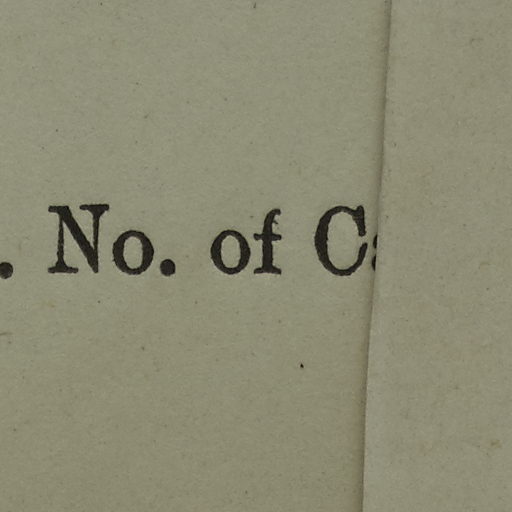 . No. of C